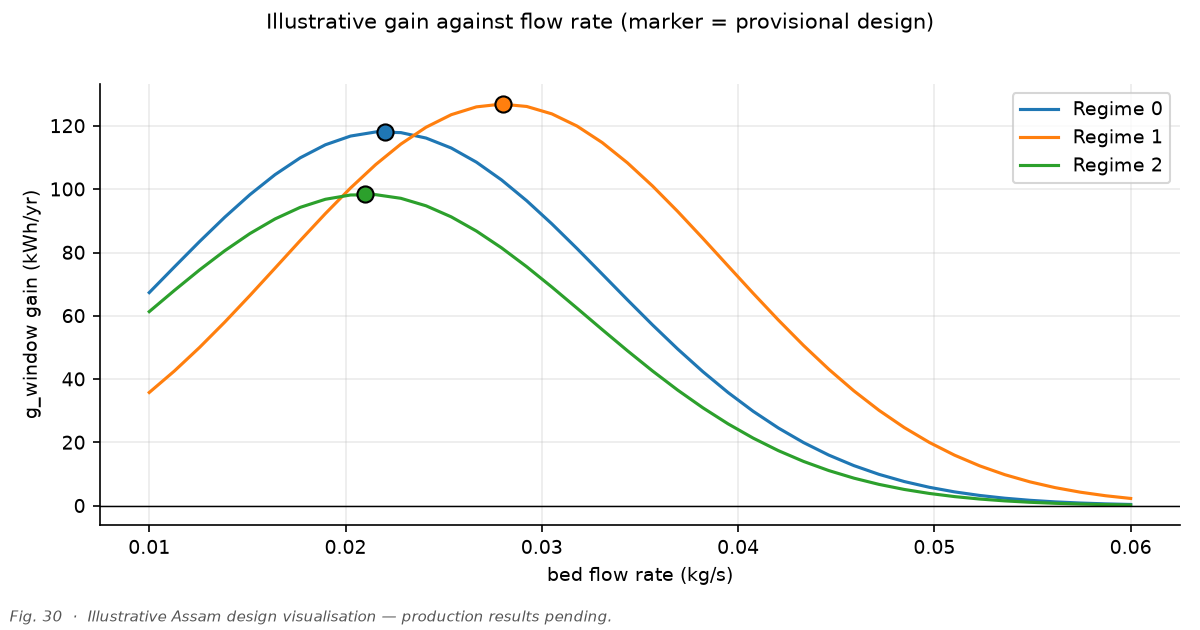 Illustrative gain against flow rate (marker = provisional design)
g_window gain (kWh/yr)
120
100
80
60
40
20
0
Regime 0
Regime 1
Regime 2
0.01 0.02 0.03 0.04 0.05 0.06
bed flow rate (kg/s)
Fig. 30 · Illustrative Assam design visualisation — production results pending.